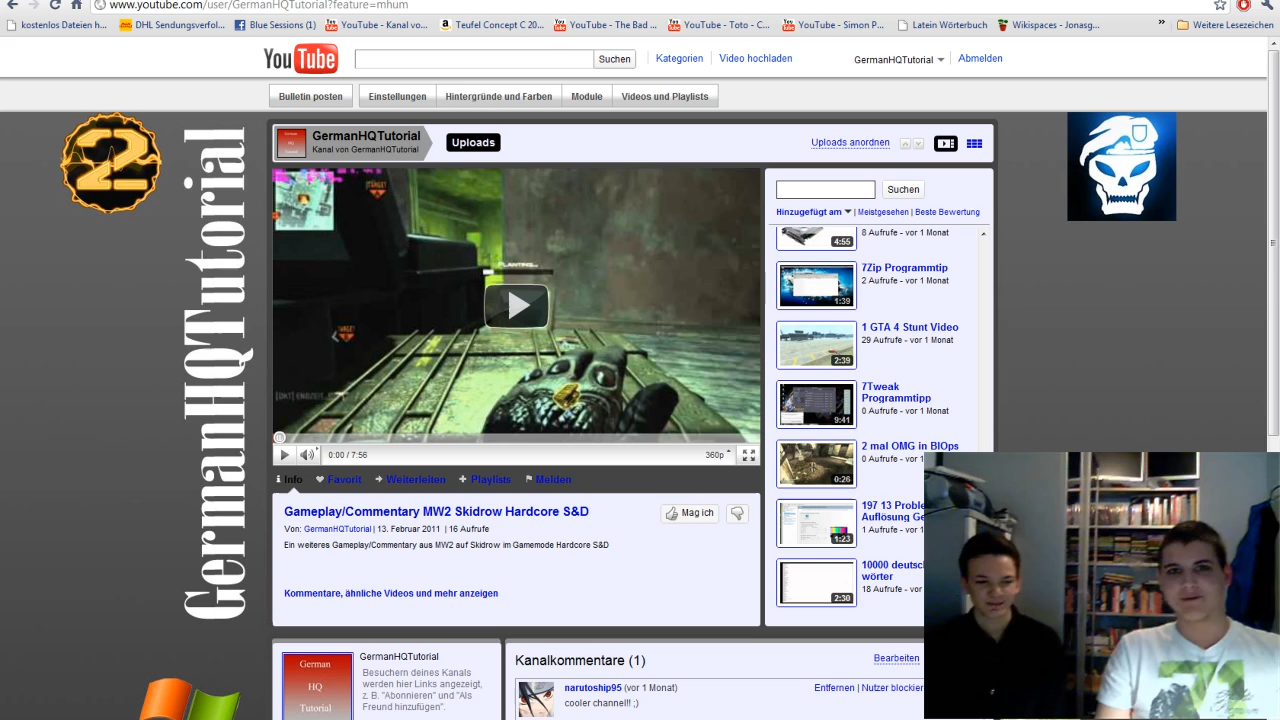 www.youtube.com/user/GermanHQTutorial?feature=mhum
kostenloses Dateien...
DHL Sendungsverfol...
Blue Sessions (1)
YouTube - Kanal vo...
Teufel Concept C 20...
YouTube - The Bad ...
YouTube - Toto - C...
YouTube - Simon P...
Latein Wörterbuch
Wikispaces - Jonasg...
»
Weitere Lesezeichen
YouTube
Suchen
Kategorien
Video hochladen
GermanHQTutorial
Abmelden
Bulletin posten
Einstellungen
Hintergründe und Farben
Module
Videos und Playlists
2
GermanHQTutorial
German
HQ
Tutorial
GermanHQTutorial
Kanal von GermanHQTutorial
Uploads
Uploads anordnen
TARGET
PLANTING...
TARGET
0:00 / 7:56
360p
Suchen
Hinzugefügt am | Meistgesehen | Beste Bewertung
4:55
8 Aufrufe - vor 1 Monat
7Zip Programmtip
2 Aufrufe - vor 1 Monat
1:39
1 GTA 4 Stunt Video
29 Aufrufe - vor 1 Monat
2:39
7Tweak
Programmtipp
0 Aufrufe - vor 1 Monat
9:41
2 mal OMG in BlOps
0 Aufrufe - vor
0:26
197 13 Proble
Auflösung Ge
1 Aufrufe - vor
1:23
10000 deutsc
wörter
18 Aufrufe - vor
2:30
Info
Favorit
Weiterleiten
Playlists
Melden
Gameplay/Commentary MW2 Skidrow Hardcore S&D
Von: GermanHQTutorial | 13. Februar 2011 | 16 Aufrufe
Ein weiteres Gameplay/Commentary aus MW2 auf Skidrow im Gamemode Hardcore S&D
Mag ich
Kommentare, ähnliche Videos und mehr anzeigen
German
HQ
Tutorial
GermanHQTutorial
Besuchern deines Kanals
werden hier Links angezeigt,
z. B. "Abonnieren" und "Als
Freund hinzufügen".
Kanalkommentare (1)
Bearbeiten
narutoship95 (vor 1 Monat)
Entfernen | Nutzer blockier
cooler channel!! ;)